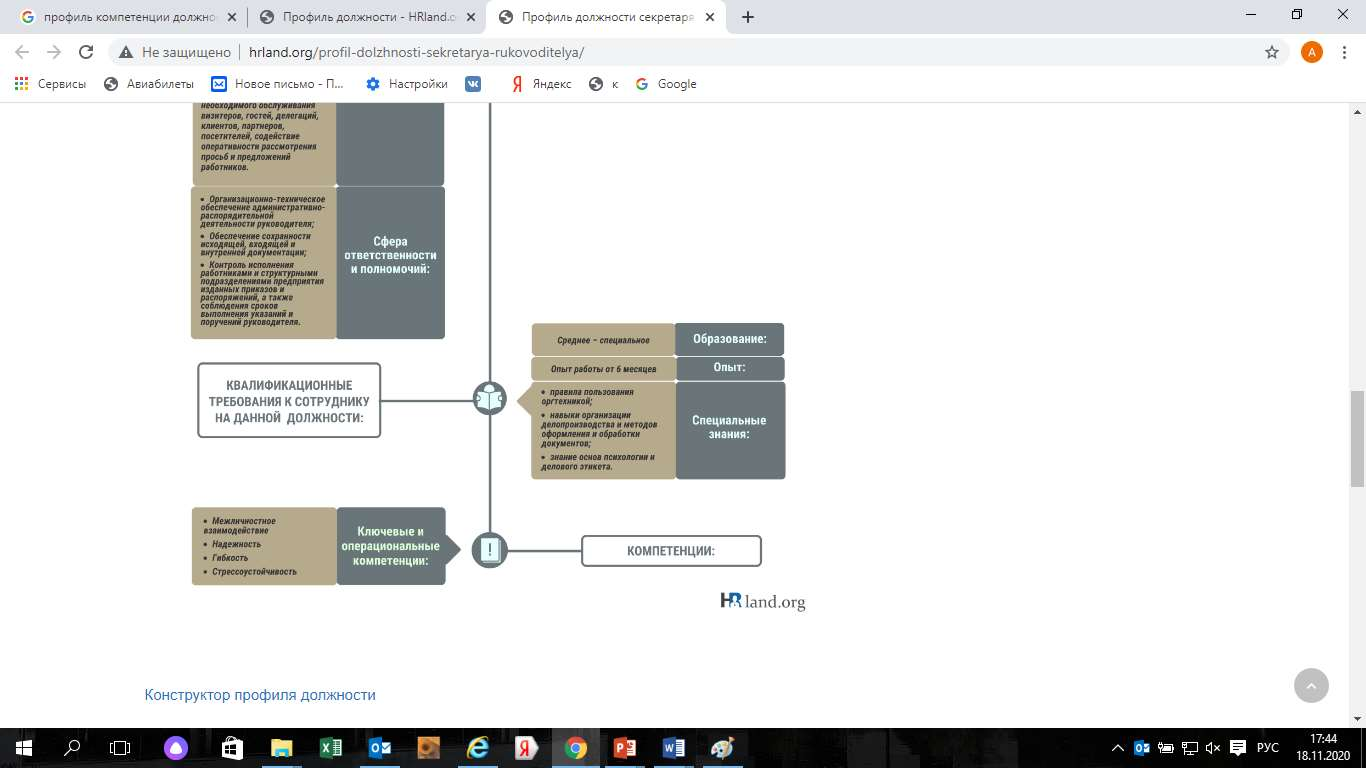 профиль компетенции должно
Профиль должности - HRland.o
Профиль должности секретаря
Не защищено
hrland.org/profil-dolzhnosti-sekretarya-rukovoditelya/
А
Сервисы
Авиабилеты
Новое письмо - П...
Настройки
Яндекс
к
Google
необходимого обслуживания
визитеров, гостей, делегаций,
клиентов, партнеров,
посетителей, содействие
оперативности рассмотрения
просьб и предложений
работников.
• Организационно-техническое
обеспечение административно-
распорядительной
деятельности руководителя;
• Обеспечение сохранности
исходящей, входящей и
внутренней документации;
• Контроль исполнения
работниками и структурными
подразделениями предприятия
изданных приказов и
распоряжений, а также
соблюдения сроков
выполнения указаний и
поручений руководителя.
Сфера
ответственности
и полномочий:
КВАЛИФИКАЦИОННЫЕ
ТРЕБОВАНИЯ К СОТРУДНИКУ
НА ДАННОЙ ДОЛЖНОСТИ:
Среднее – специальное
Образование:
Опыт работы от 6 месяцев
Опыт:
• правила пользования
оргтехникой;
• навыки организации
делопроизводства и методов
оформления и обработки
документов;
• знание основ психологии и
делового этикета.
Специальные
знания:
• Межличностное
взаимодействие
• Надежность
• Гибкость
• Стрессоустойчивость
Ключевые и
операциональные
компетенции:
!
КОМПЕТЕНЦИИ:
HR land.org
Конструктор профиля должности
РУС
17:44
18.11.2020